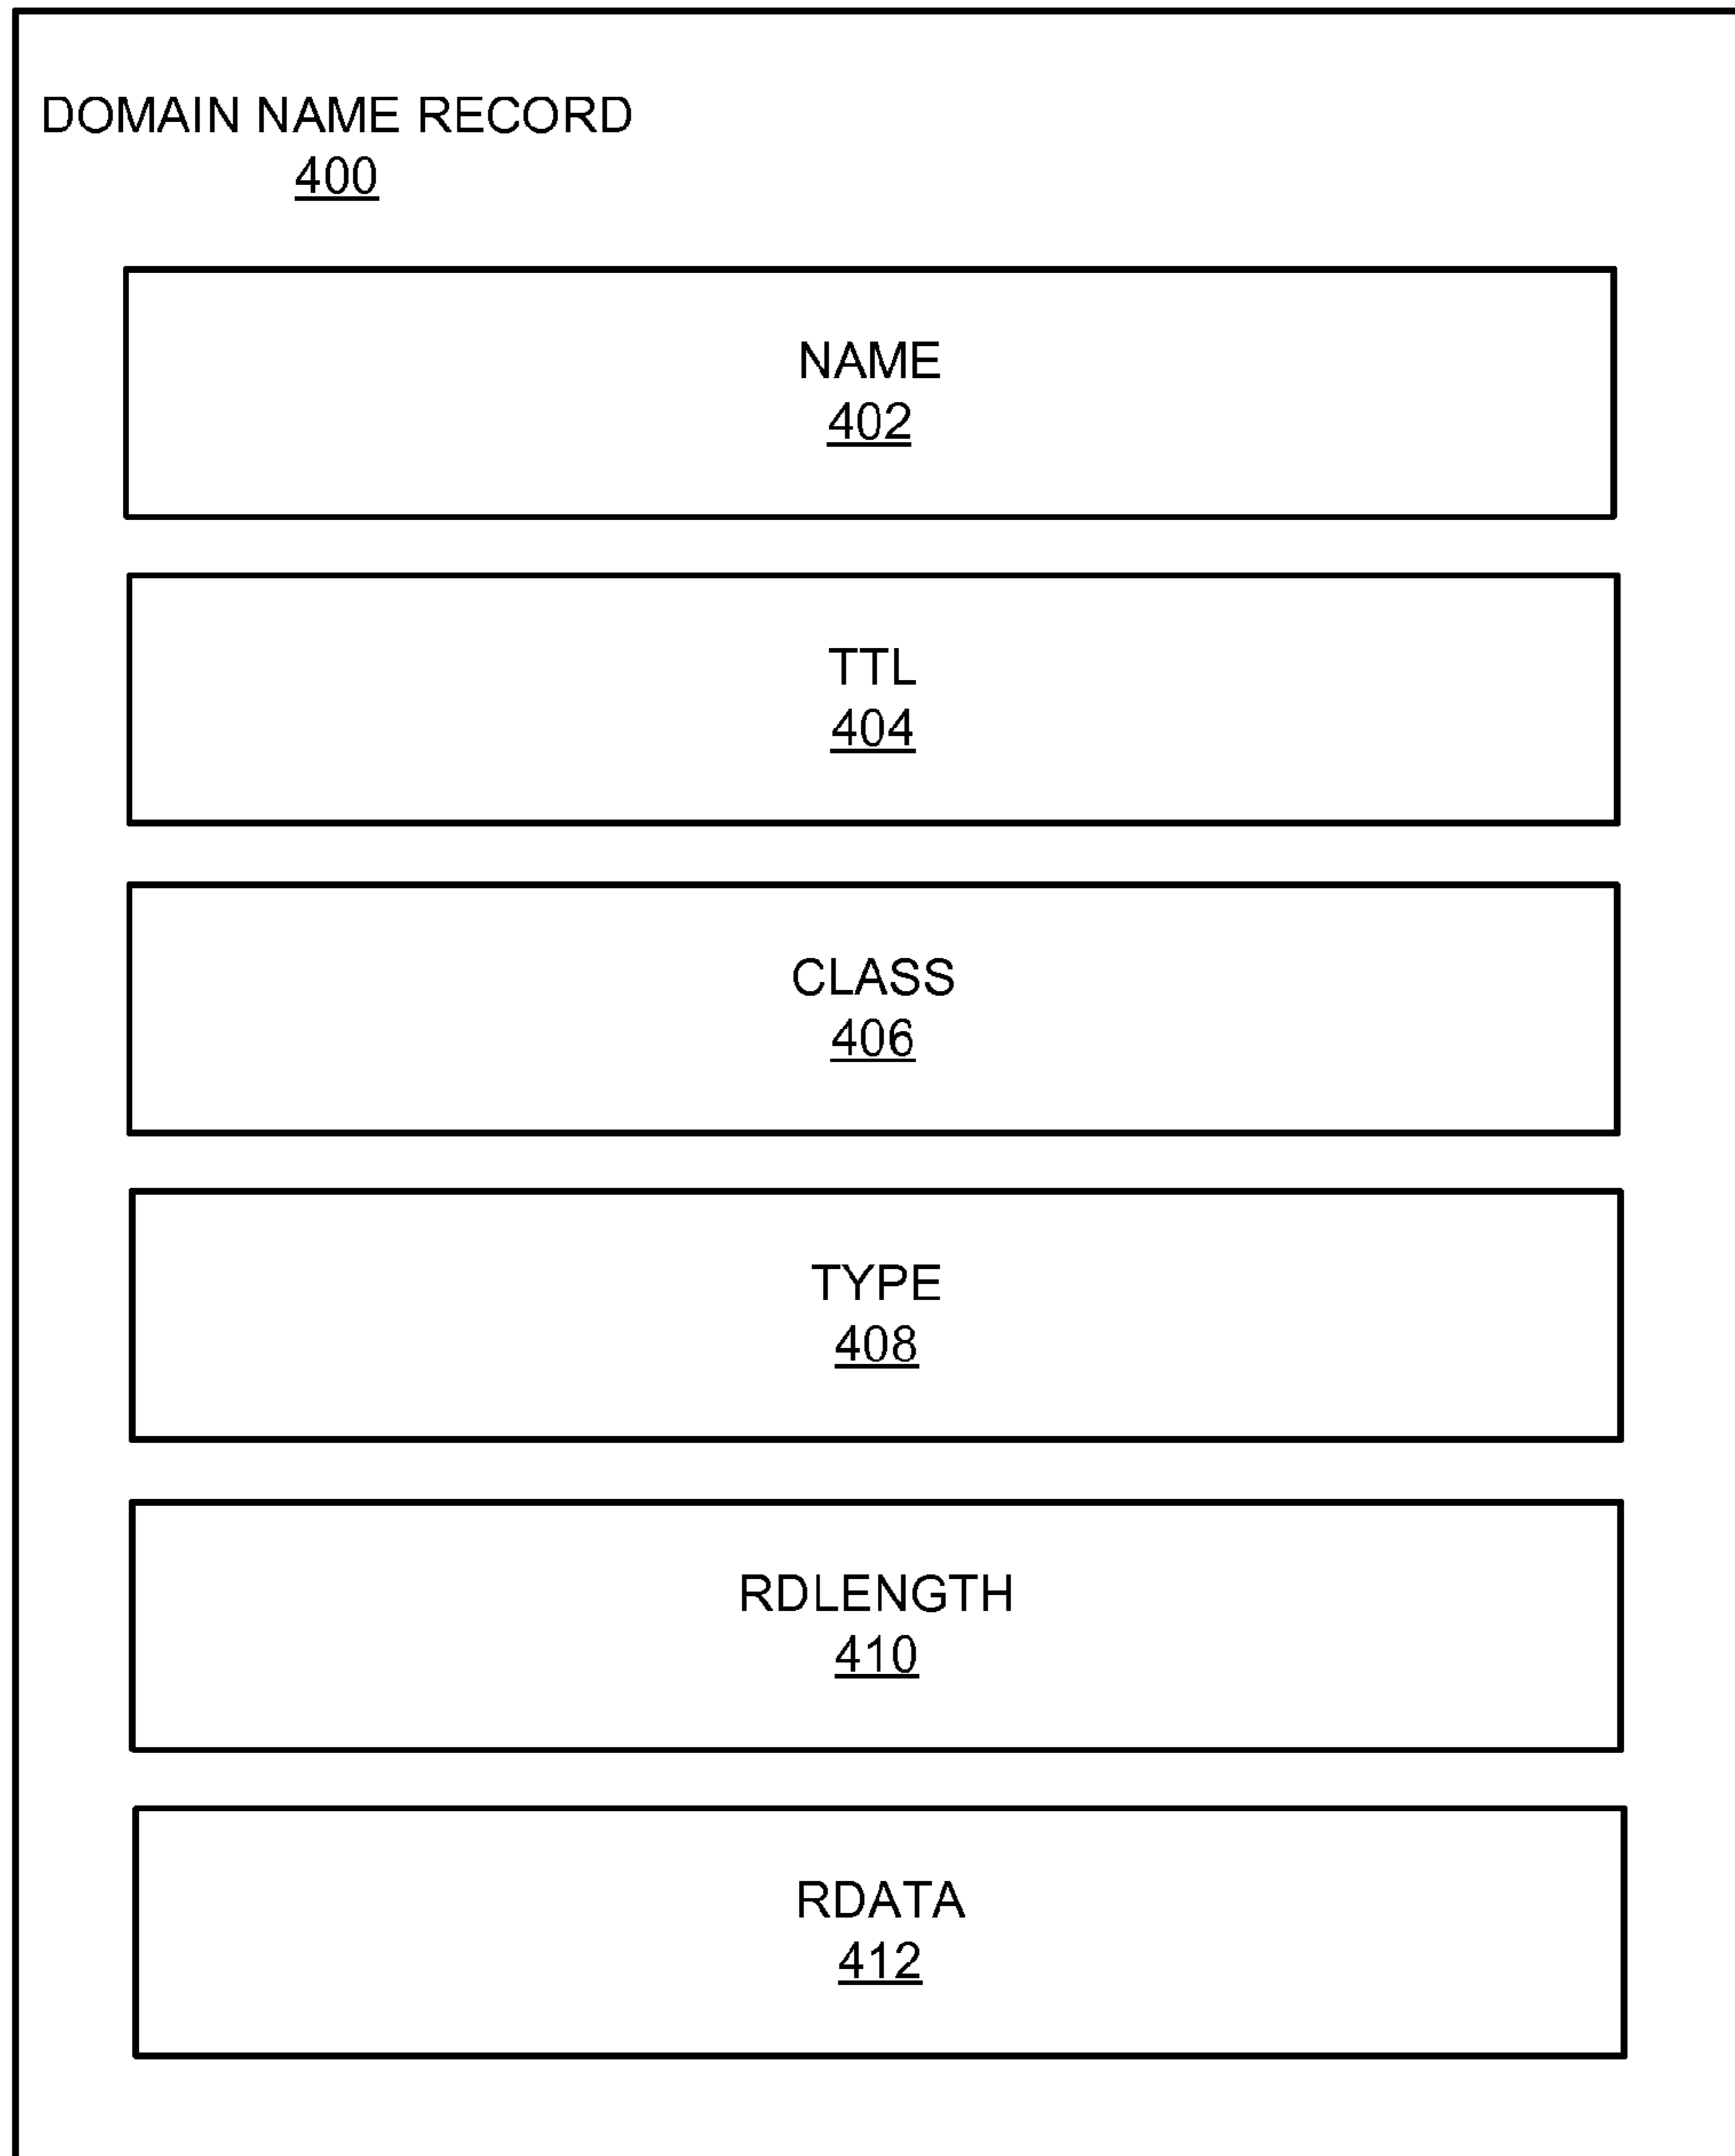 DOMAIN NAME RECORD
400
NAME
402
TTL
404
CLASS
406
TYPE
408
RDLENGTH
410
RDATA
412